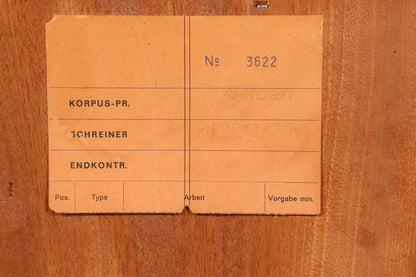 № 3622
KORPUS-PR.
SCHREINER
ENDKONTR.
Pos. Type Arbeit Vorgabe min.